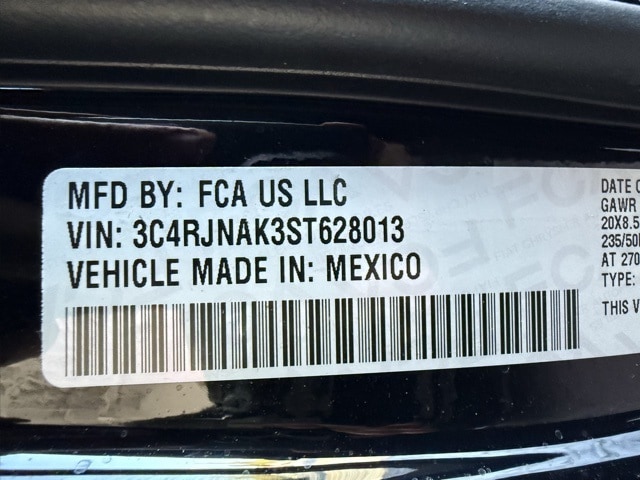 MFD BY: FCA US LLC
VIN: 3C4RJNAK3ST628013
VEHICLE MADE IN: MEXICO
DATE O
GAWR
20X8.5
235/50
AT 270
TYPE:
THIS V